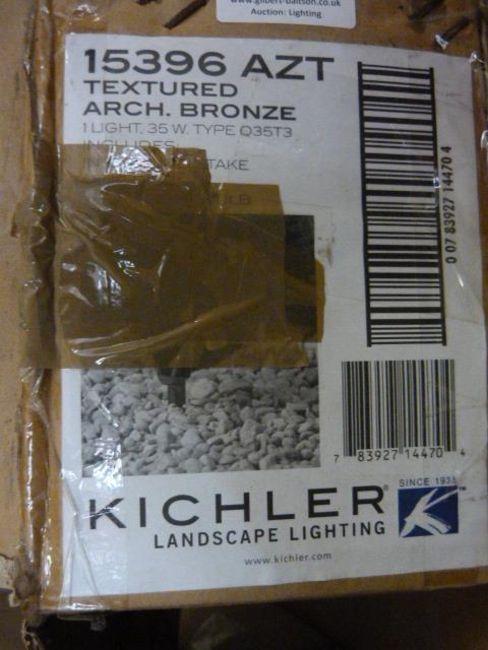 www.gilbert-baitson.co.uk
Auction: Lighting
15396 AZT
TEXTURED
ARCH. BRONZE
1 LIGHT, 35 W. TYPE Q35T3
INCLUDES
0 07 83927 14470 4
7 83927 14470 4
KICHLER®
SINCE 1938
LANDSCAPE LIGHTING
www.kichler.com